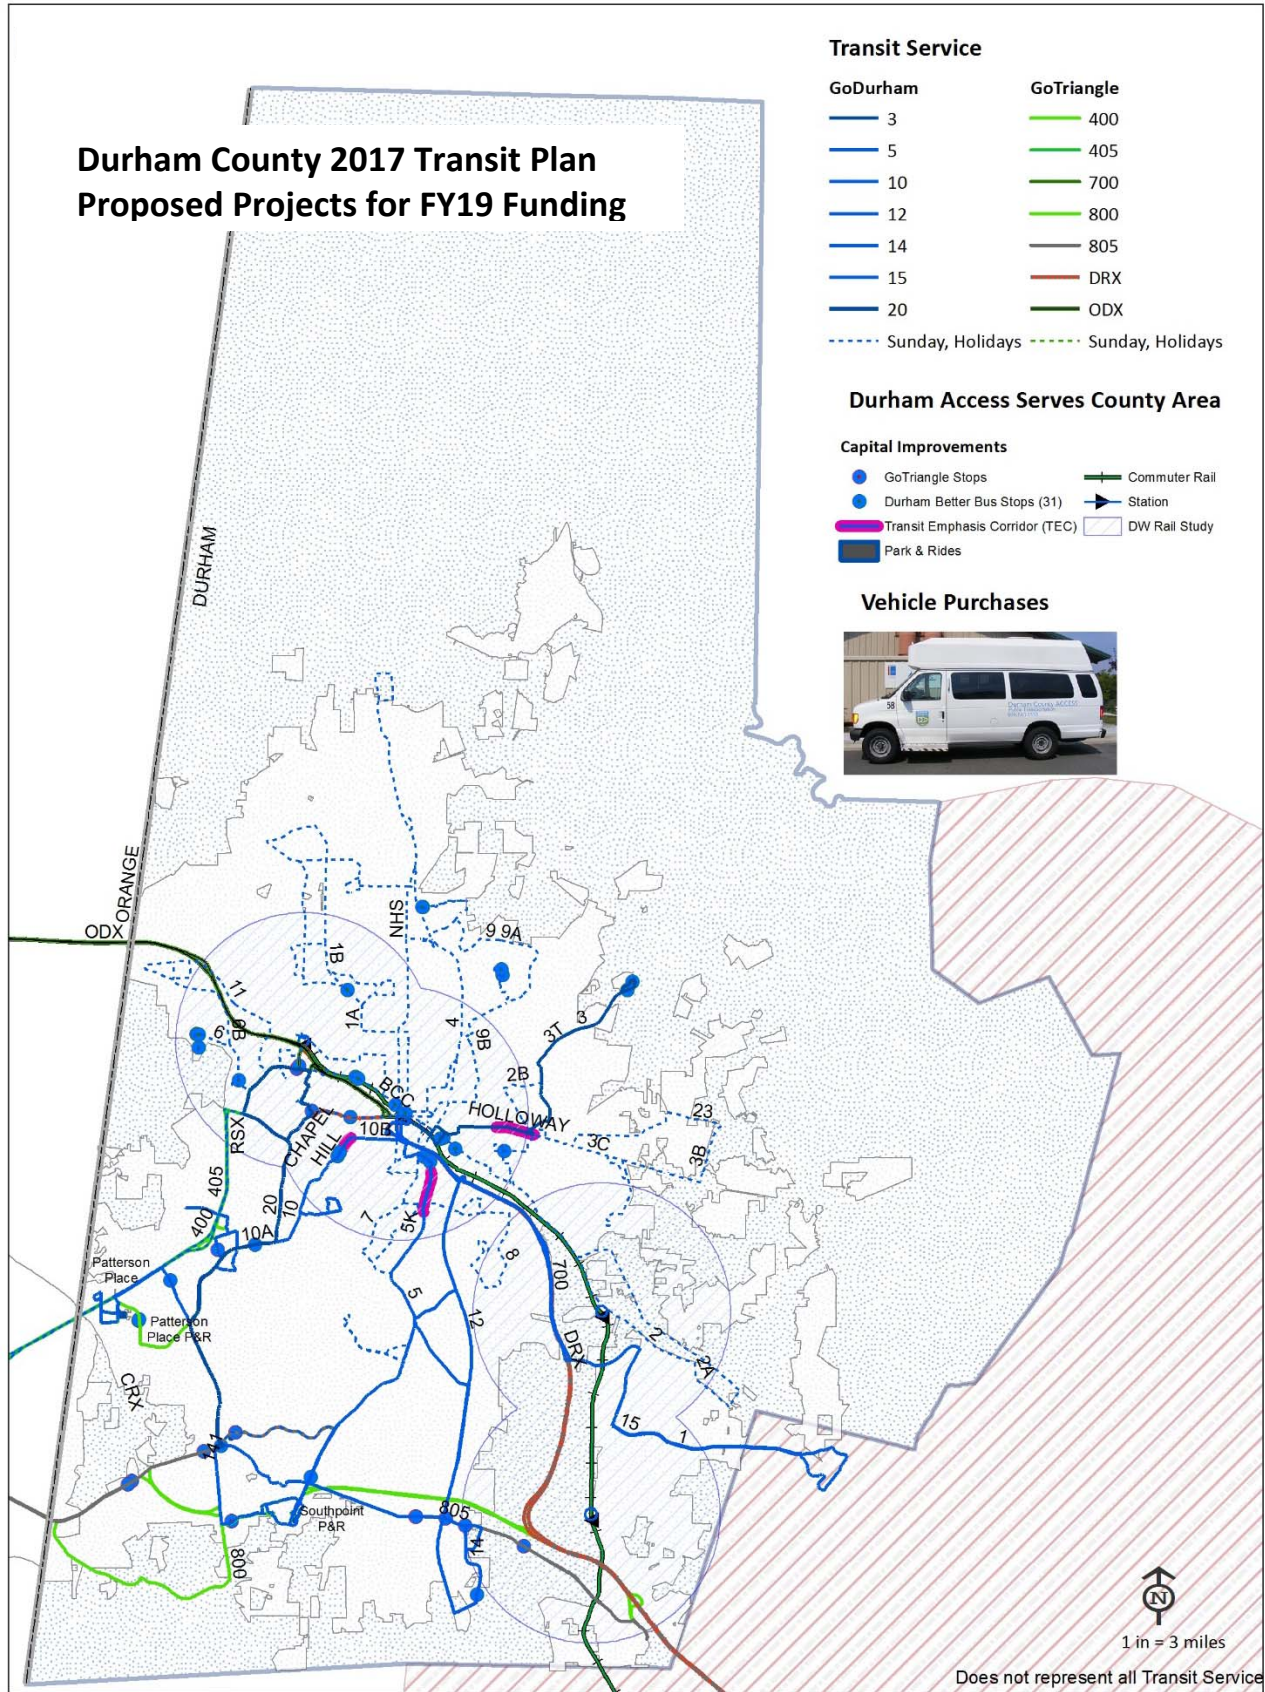 Durham County 2017 Transit Plan
Proposed Projects for FY19 Funding
Transit Service
GoDurham
3
5
10
12
14
15
20
Sunday, Holidays
GoTriangle
400
405
700
800
805
DRX
ODX
Sunday, Holidays
Durham Access Serves County Area
Capital Improvements
GoTriangle Stops
Durham Better Bus Stops (31)
Transit Emphasis Corridor (TEC)
Park & Rides
Commuter Rail
Station
DW Rail Study
Vehicle Purchases
58
Durham County ACCESS
DURHAM
ORANGE
ODX
NHS
9 9A
1B
11
1A
4
9B
6
3
3T
2B
BCC
HOLLOWAY
23
3C
3B
RSX
CHAPEL
HILL
10B
405
20
10
7
5K
8
400
10A
700
Patterson
Place
Patterson
Place P&R
5
12
DRX
2
2A
CRX
15
1
Southpoint
P&R
805
14
800
N
1 in = 3 miles
Does not represent all Transit Service